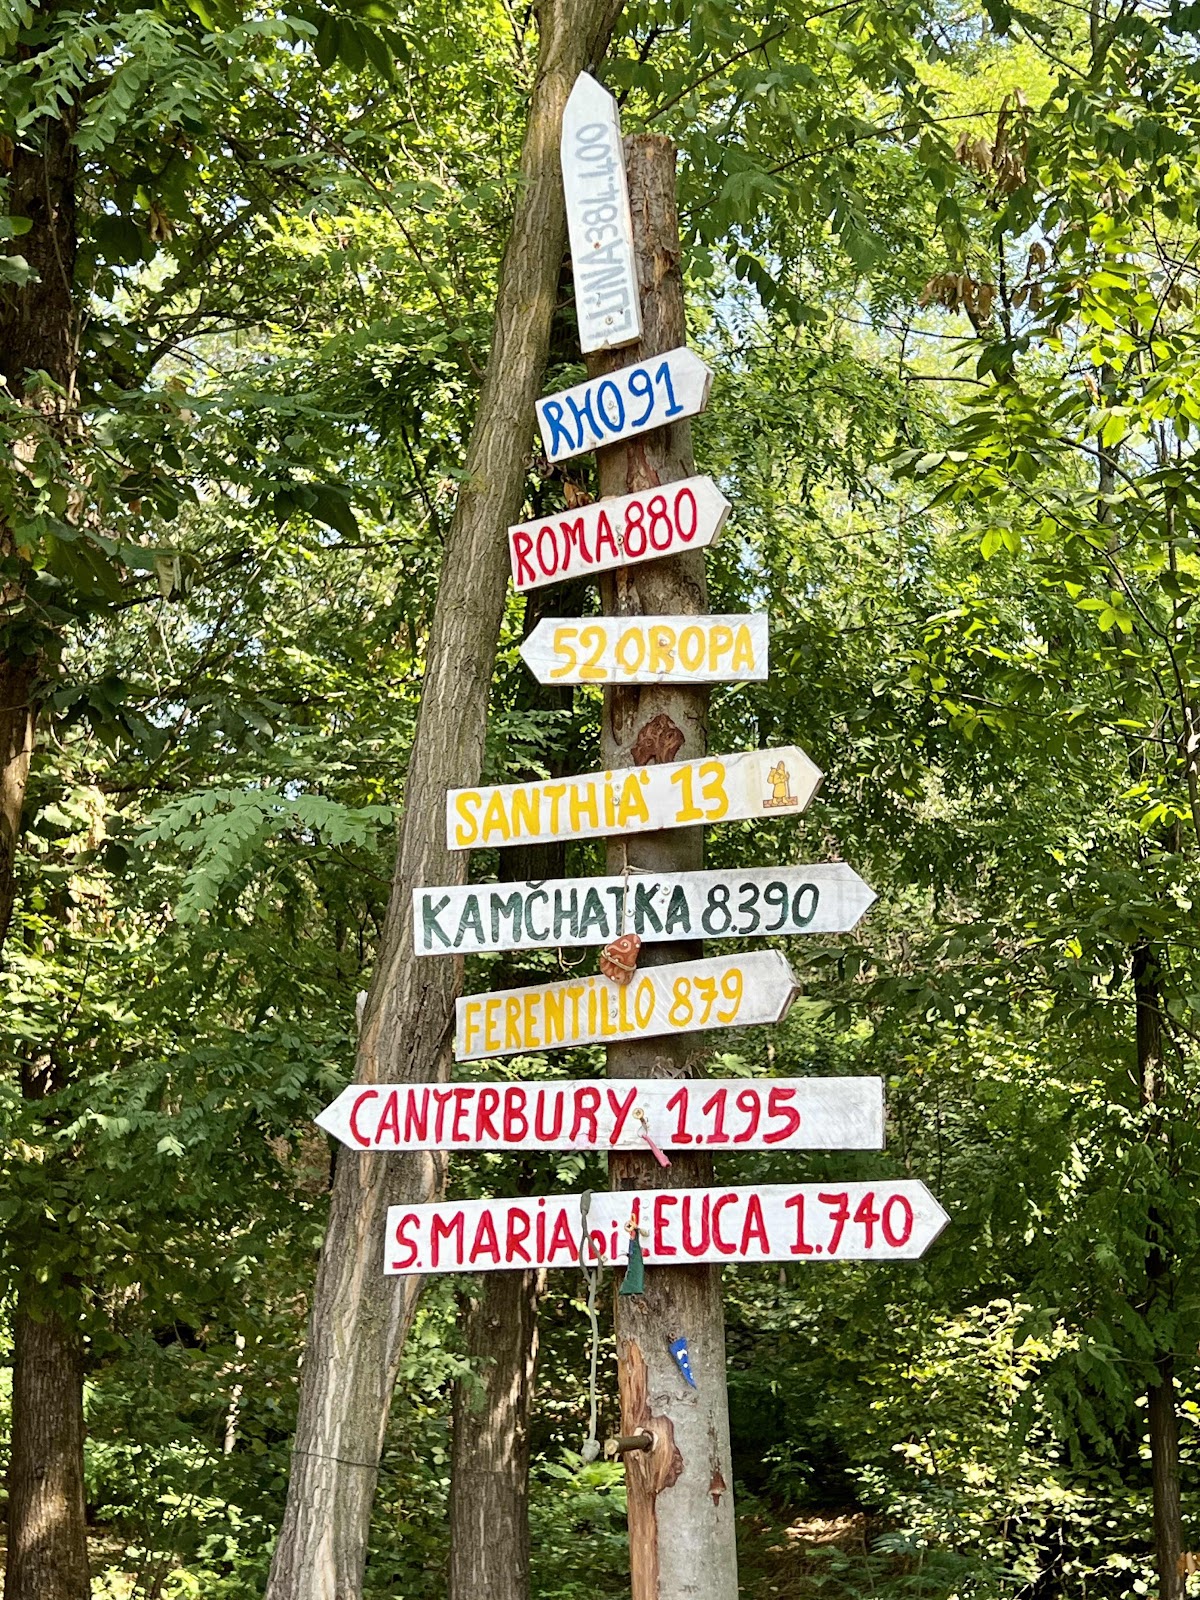 LUNA 384.400
RHO 91
ROMA 880
52 OROPA
SANTHIA' 13
KAMČHATKA 8.390
FERENTILLO 879
CANTERBURY 1.195
S. MARIA Di LEUCA 1.740